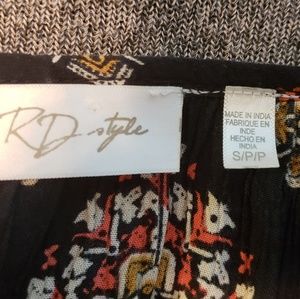 RD style
MADE IN INDIA
FABRIQUE EN
INDE
HECHO EN
INDIA
S/P/P